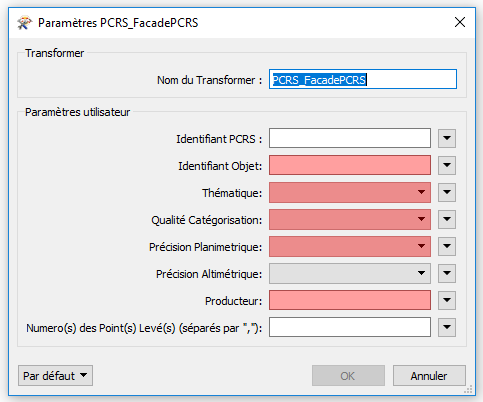 Paramètres PCRS_FacadePCRS
Transformer
Nom du Transformer : PCRS_FacadePCRS
Paramètres utilisateur
Identifiant PCRS :
Identifiant Objet:
Thématique:
Qualité Catégorisation:
Précision Planimetrique:
Précision Altimétrique:
Producteur:
Numero(s) des Point(s) Levé(s) (séparés par ","):
Par défaut OK Annuler